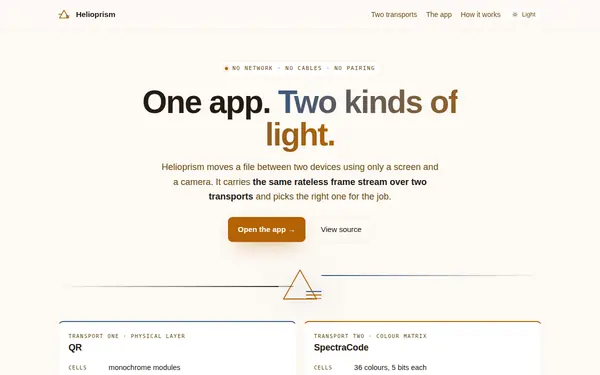 Helioprism
Two transports The app How it works Light
NO NETWORK · NO CABLES · NO PAIRING
One app. Two kinds of
light.
Helioprism moves a file between two devices using only a screen and
a camera. It carries the same rateless frame stream over two
transports and picks the right one for the job.
Open the app → View source
TRANSPORT ONE · PHYSICAL LAYER
QR
CELLS monochrome modules
TRANSPORT TWO · COLOUR MATRIX
SpectraCode
CELLS 36 colours, 5 bits each